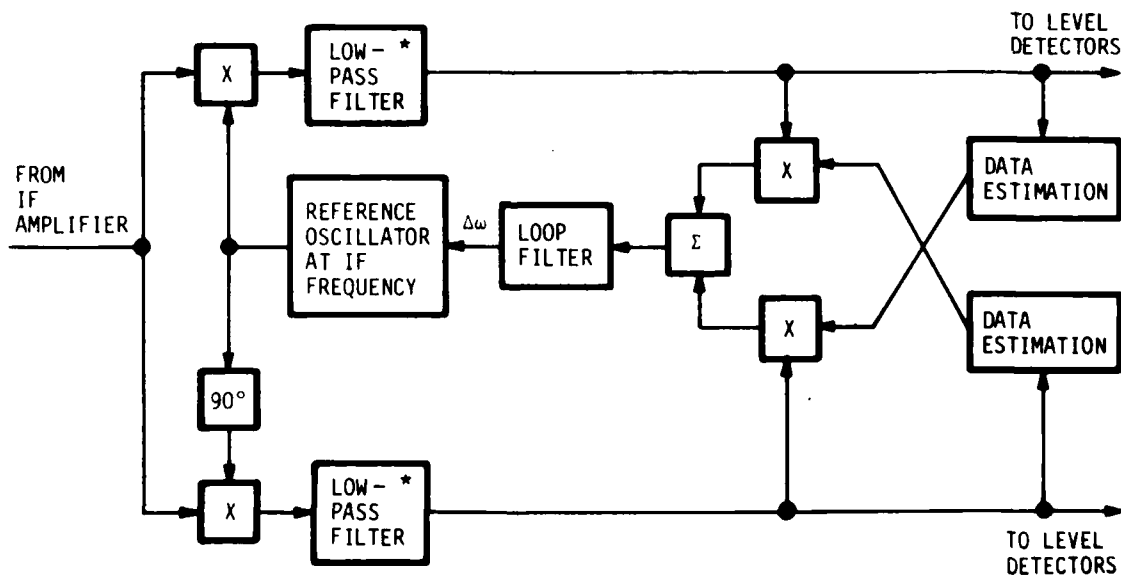 TO LEVEL
DETECTORS
X
LOW- *
PASS
FILTER
FROM
IF
AMPLIFIER
REFERENCE
OSCILLATOR
AT IF
FREQUENCY
Δω
LOOP
FILTER
Σ
X
DATA
ESTIMATION
X
DATA
ESTIMATION
90°
X
LOW- *
PASS
FILTER
TO LEVEL
DETECTORS